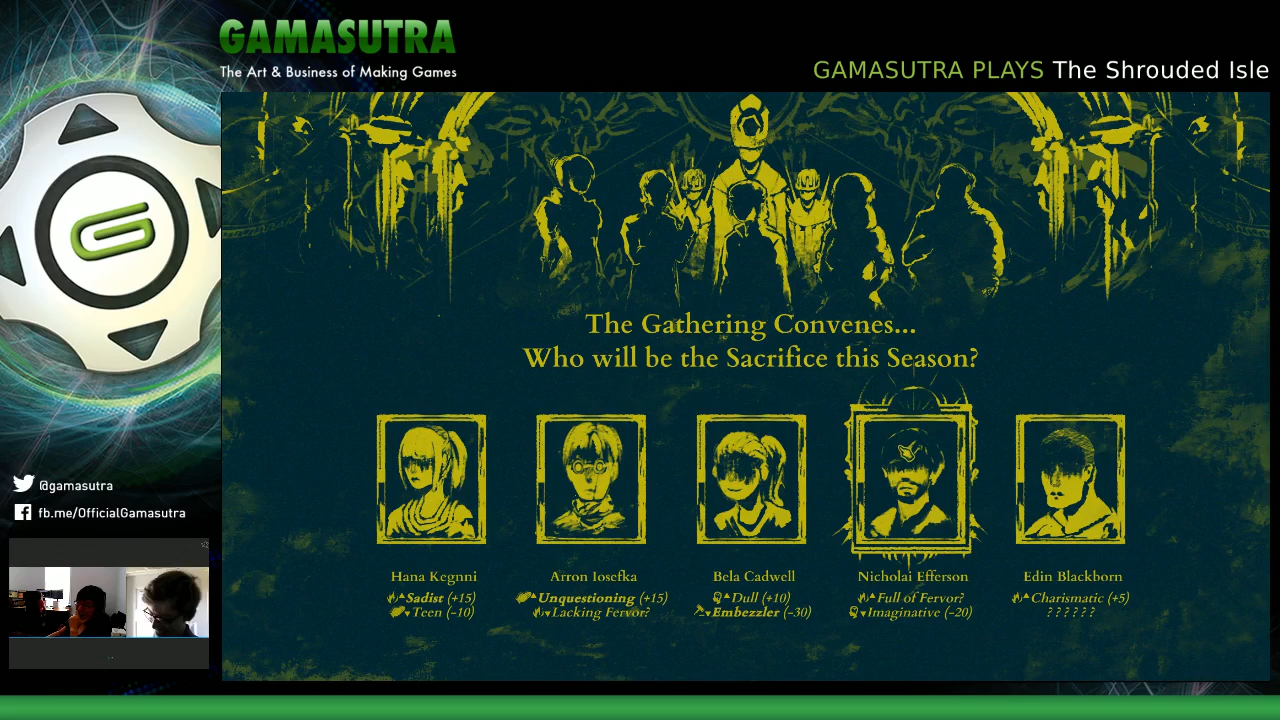 GAMASUTRA
The Art & Business of Making Games
GAMASUTRA PLAYS The Shrouded Isle
The Gathering Convenes...
Who will be the Sacrifice this Season?
Hana Kegnni
Sadist (+15)
Teen (-10)
Arron Iosefka
Unquestioning (+15)
Lacking Fervor?
Bela Cadwell
Dull (+10)
Embezzler (-30)
Nicholai Efferson
Full of Fervor?
Imaginative (-20)
Edin Blackborn
Charismatic (+5)
??????
@gamasutra
fb.me/OfficialGamasutra